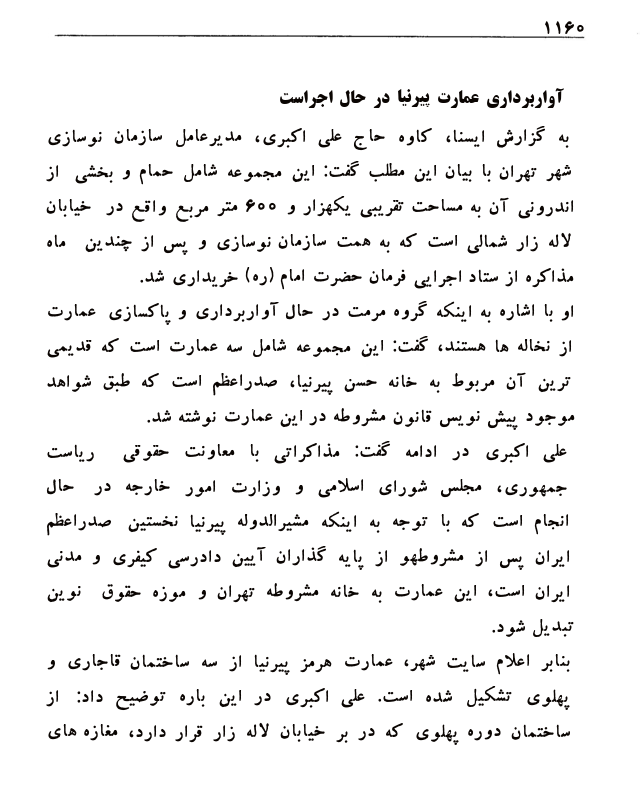 ۱۱۶۰
آواربرداری عمارت پیرنیا در حال اجراست
به گزارش ایسنا، کاوه حاج علی اکبری، مدیرعامل سازمان نوسازی
شهر تهران با بیان این مطلب گفت: این مجموعه شامل حمام و بخشی از
اندرونی آن به مساحت تقریبی یکهزار و ۶۰۰ متر مربع واقع در خیابان
لاله زار شمالی است که به همت سازمان نوسازی و پس از چندین ماه
مذاکره از ستاد اجرایی فرمان حضرت امام (ره) خریداری شد.
او با اشاره به اینکه گروه مرمت در حال آواربرداری و پاکسازی عمارت
از نخاله ها هستند، گفت: این مجموعه شامل سه عمارت است که قدیمی
ترین آن مربوط به خانه حسن پیرنیا، صدراعظم است که طبق شواهد
موجود پیش نویس قانون مشروطه در این عمارت نوشته شد.
علی اکبری در ادامه گفت: مذاکراتی با معاونت حقوقی ریاست
جمهوری، مجلس شورای اسلامی و وزارت امور خارجه در حال
انجام است که با توجه به اینکه مشیرالدوله پیرنیا نخستین صدراعظم
ایران پس از مشروطهو از پایه گذاران آیین دادرسی کیفری و مدنی
ایران است، این عمارت به خانه مشروطه تهران و موزه حقوق نوین
تبدیل شود.
بنابر اعلام سایت شهر، عمارت هرمز پیرنیا از سه ساختمان قاجاری و
پهلوی تشکیل شده است. علی اکبری در این باره توضیح داد: از
ساختمان دوره پهلوی که در بر خیابان لاله زار قرار دارد، مغازه های